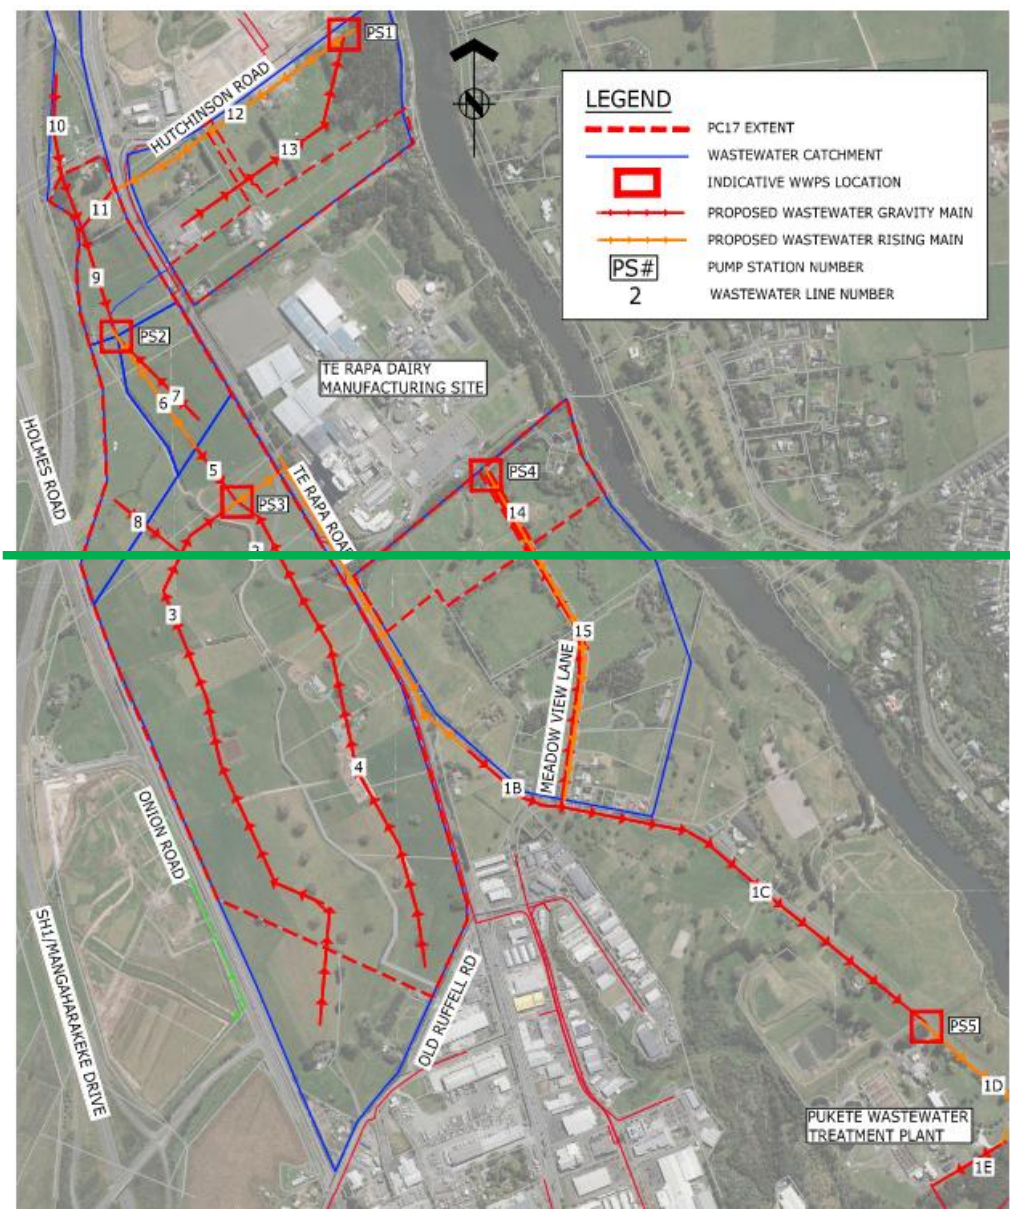 PS1
HUTCHINSON ROAD
12
10
13
11
9
PS2
LEGEND
PC17 EXTENT
WASTEWATER CATCHMENT
INDICATIVE WWPS LOCATION
PROPOSED WASTEWATER GRAVITY MAIN
PROPOSED WASTEWATER RISING MAIN
PS# PUMP STATION NUMBER
2 WASTEWATER LINE NUMBER
TE RAPA DAIRY
MANUFACTURING SITE
7
6
HOLMES ROAD
5
PS3
TE RAPA ROAD
PS4
14
8
3
15
MEADOW VIEW LANE
4
1B
ONION ROAD
1C
SH1/MANGAHARAKEKE DRIVE
OLD RUFFELL RD
PS5
1D
PUKETE WASTEWATER
TREATMENT PLANT
1E